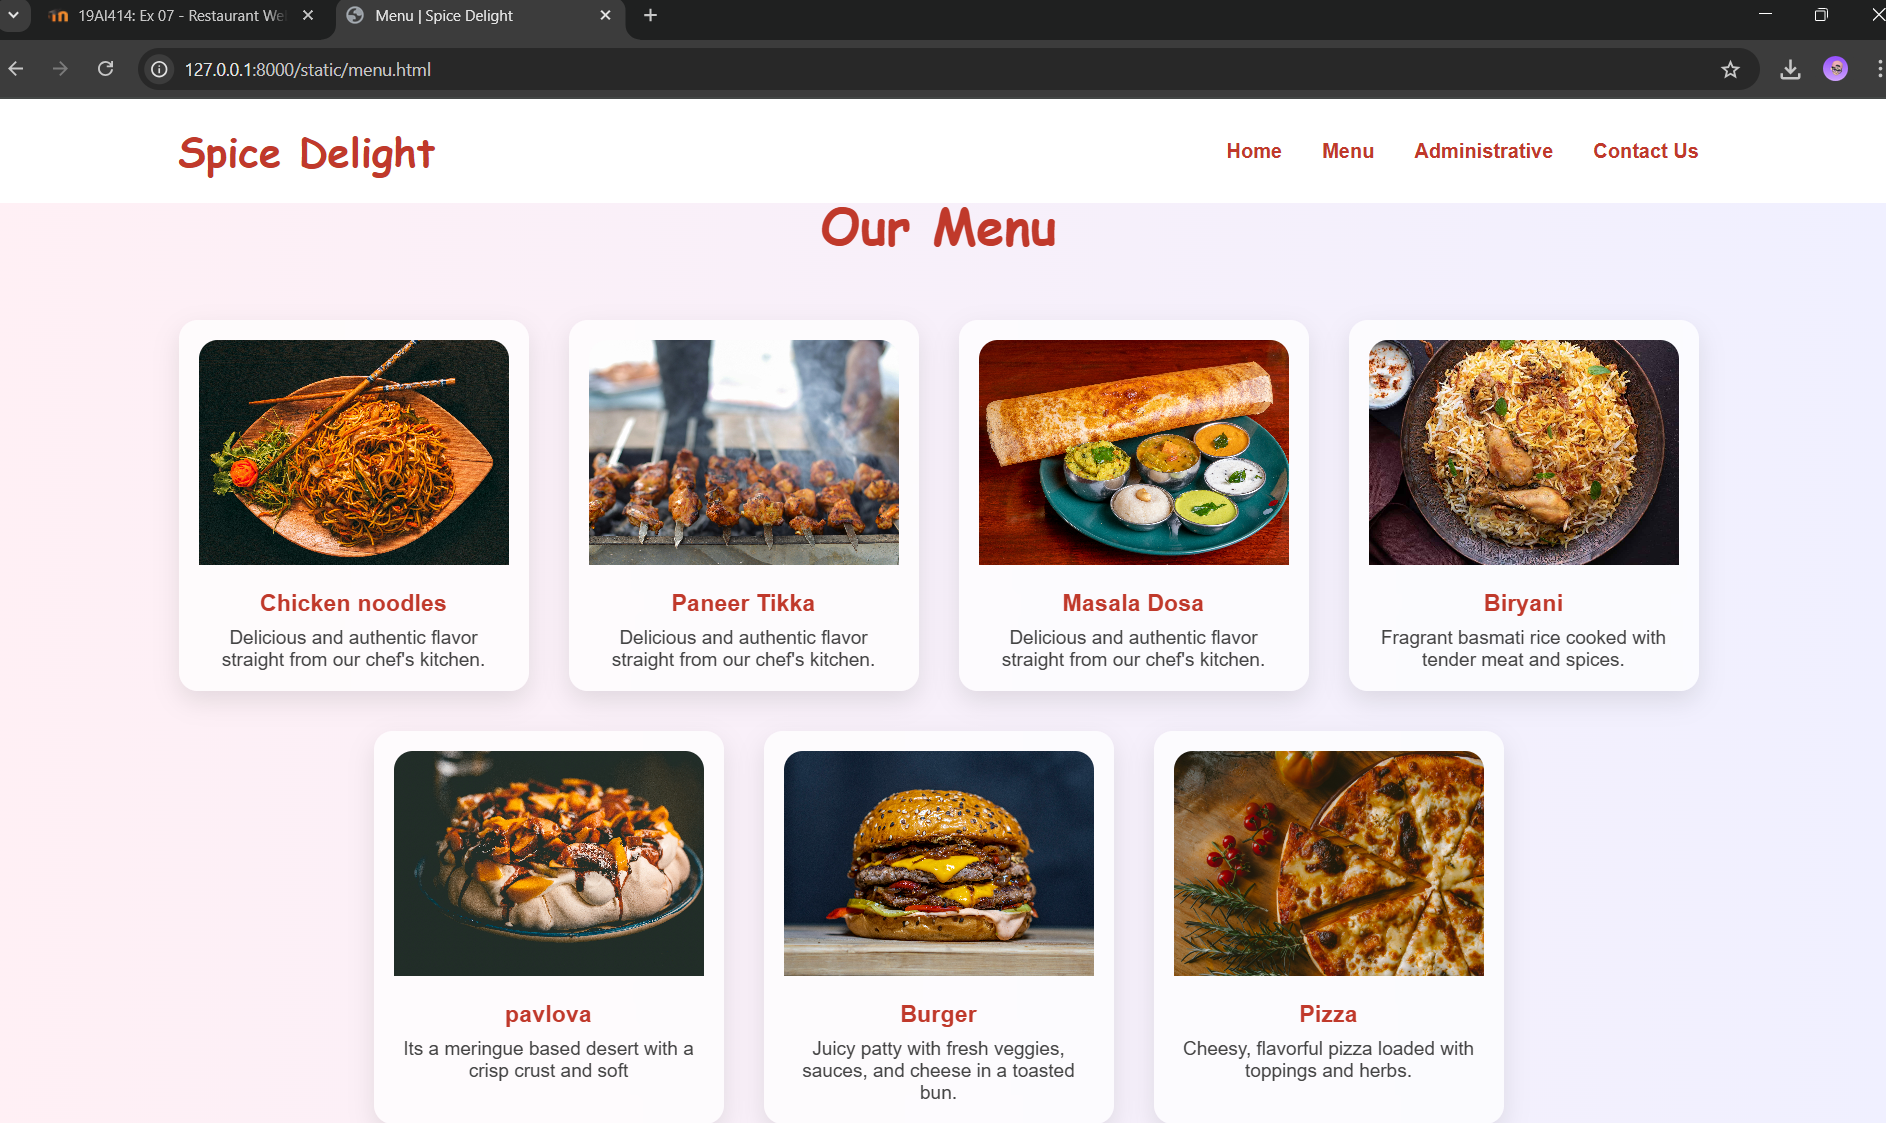 19AI414: Ex 07 - Restaurant We
Menu | Spice Delight
127.0.0.1:8000/static/menu.html
Spice Delight
Home Menu Administrative Contact Us
Our Menu
Chicken noodles
Delicious and authentic flavor
straight from our chef's kitchen.
Paneer Tikka
Delicious and authentic flavor
straight from our chef's kitchen.
Masala Dosa
Delicious and authentic flavor
straight from our chef's kitchen.
Biryani
Fragrant basmati rice cooked with
tender meat and spices.
pavlova
Its a meringue based desert with a
crisp crust and soft
Burger
Juicy patty with fresh veggies,
sauces, and cheese in a toasted
bun.
Pizza
Cheesy, flavorful pizza loaded with
toppings and herbs.